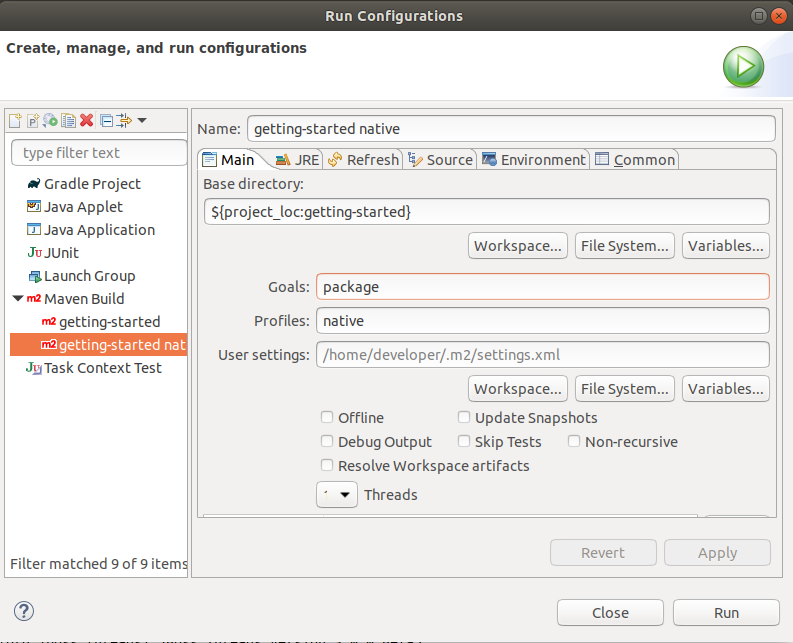 Run Configurations
Create, manage, and run configurations
type filter text
Gradle Project
Java Applet
Java Application
JUnit
Launch Group
Maven Build
m2 getting-started
m2 getting-started nat
Task Context Test
Filter matched 9 of 9 items
Name: getting-started native
Main JRE Refresh Source Environment Common
Base directory:
${project_loc:getting-started}
Workspace... File System... Variables...
Goals: package
Profiles: native
User settings: /home/developer/.m2/settings.xml
Workspace... File System... Variables...
Offline Update Snapshots
Debug Output Skip Tests Non-recursive
Resolve Workspace artifacts
Threads
Revert Apply
Close Run